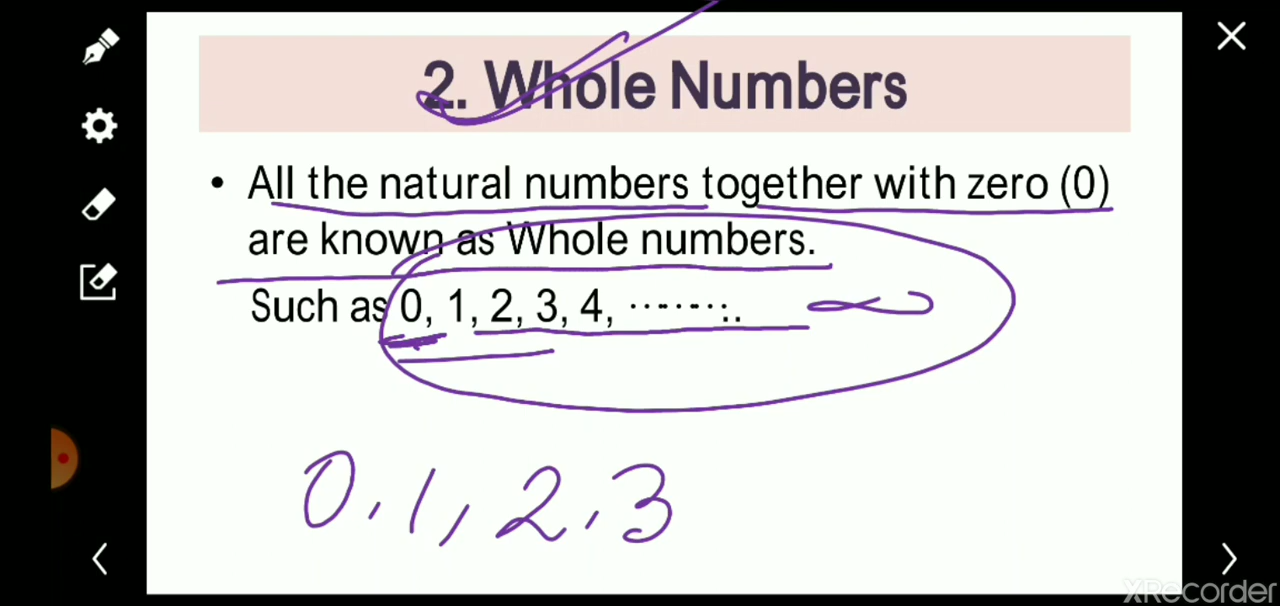 2. Whole Numbers
• All the natural numbers together with zero (0)
are known as Whole numbers.
Such as 0, 1, 2, 3, 4, ........ ∞
0, 1, 2, 3
XRecorder